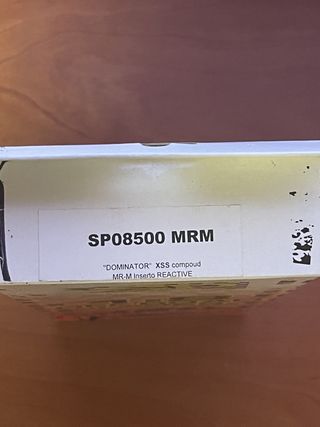 SP08500 MRM
"DOMINATOR" XSS compoud
MR-M Inserto REACTIVE